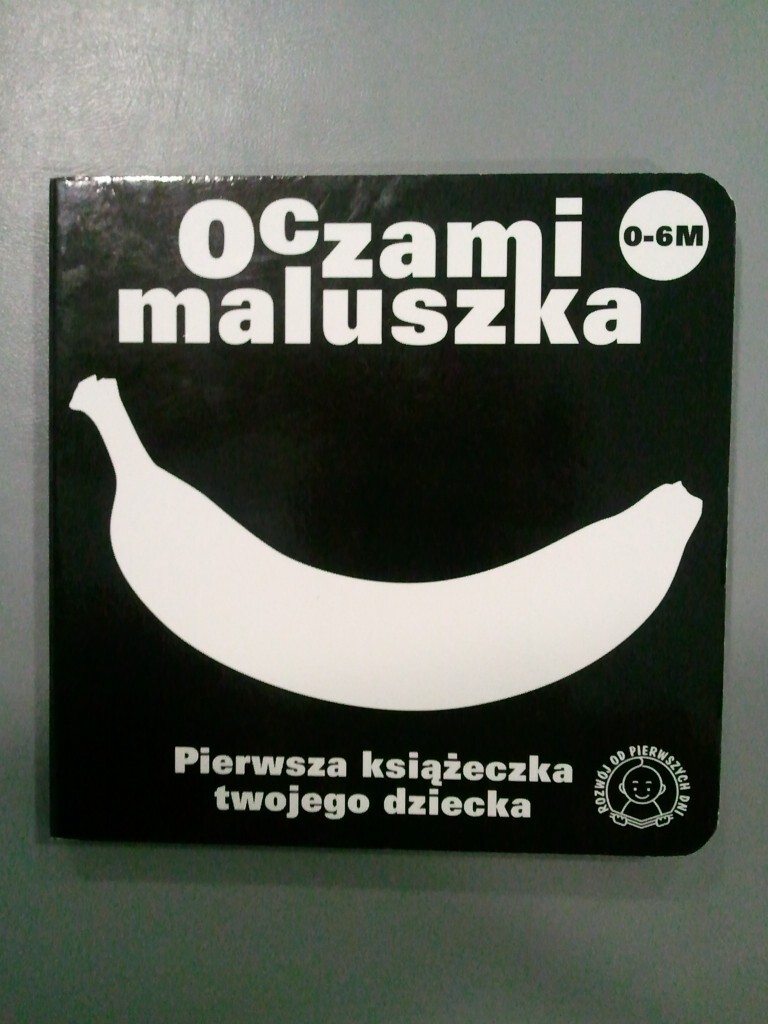 Oczami
maluszka
0-6M
Pierwsza książeczka
twojego dziecka
ROZWÓJ OD PIERWSZYCH DNI